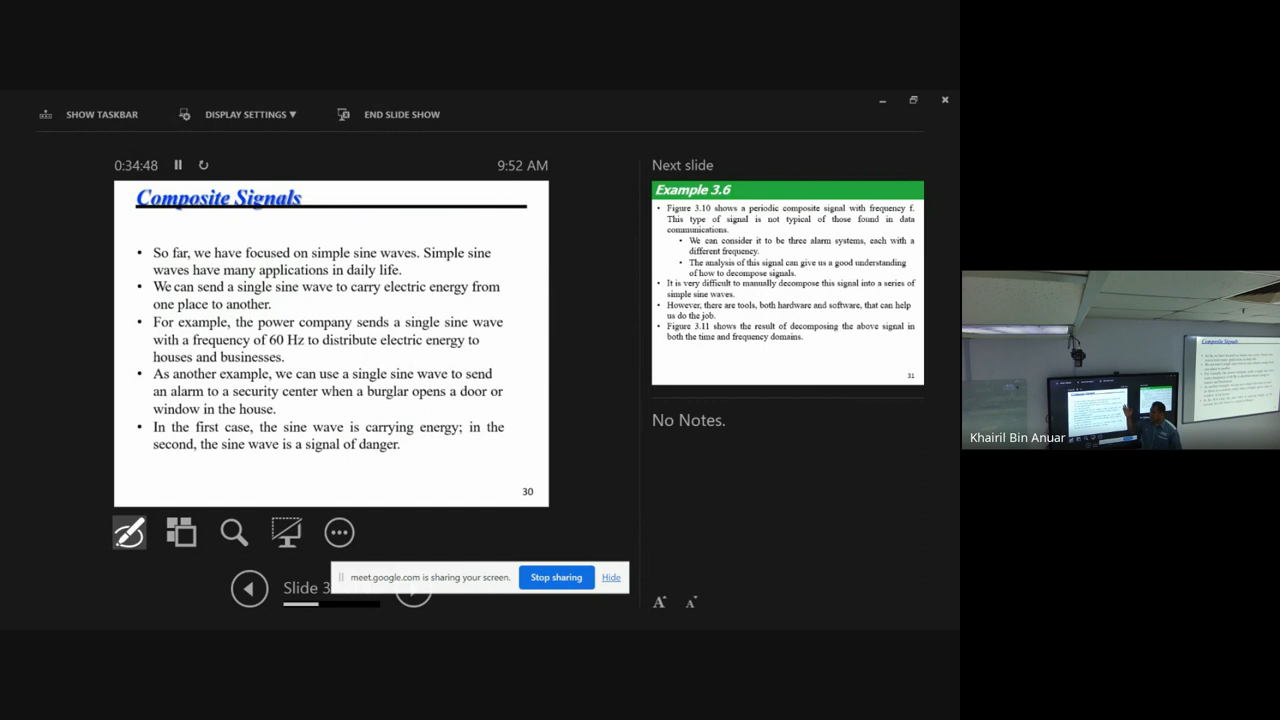 SHOW TASKBAR
DISPLAY SETTINGS ▼
END SLIDE SHOW
0:34:48
9:52 AM
Composite Signals
• So far, we have focused on simple sine waves. Simple sine
waves have many applications in daily life.
• We can send a single sine wave to carry electric energy from
one place to another.
• For example, the power company sends a single sine wave
with a frequency of 60 Hz to distribute electric energy to
houses and businesses.
• As another example, we can use a single sine wave to send
an alarm to a security center when a burglar opens a door or
window in the house.
• In the first case, the sine wave is carrying energy; in the
second, the sine wave is a signal of danger.
30
Slide 3
meet.google.com is sharing your screen.
Stop sharing
Hide
Next slide
Example 3.6
• Figure 3.10 shows a periodic composite signal with frequency f.
This type of signal is not typical of those found in data
communications.
• We can consider it to be three alarm systems, each with a
different frequency.
• The analysis of this signal can give us a good understanding
of how to decompose signals.
• It is very difficult to manually decompose this signal into a series of
simple sine waves.
• However, there are tools, both hardware and software, that can help
us do the job.
• Figure 3.11 shows the result of decomposing the above signal in
both the time and frequency domains.
31
No Notes.
A A
Composite Signals
Khairil Bin Anuar